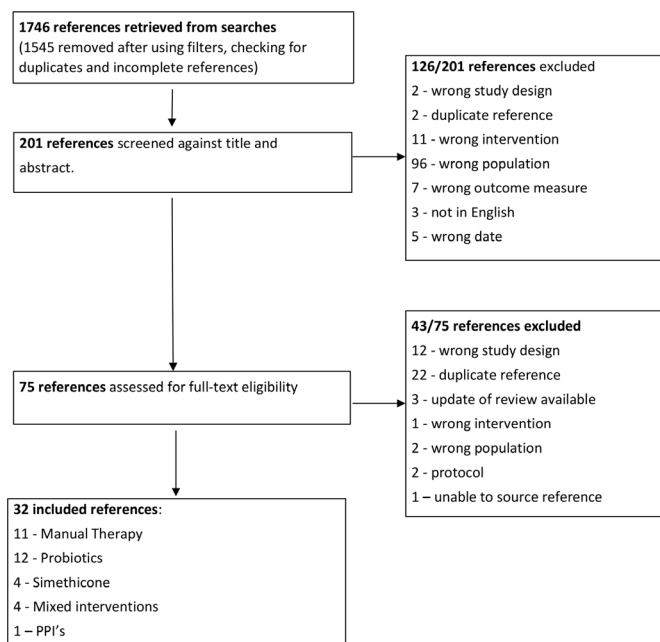 1746 references retrieved from searches
(1545 removed after using filters, checking for
duplicates and incomplete references)
126/201 references excluded
2 - wrong study design
2 - duplicate reference
11 - wrong intervention
96 - wrong population
7 - wrong outcome measure
3 - not in English
5 - wrong date
201 references screened against title and
abstract.
43/75 references excluded
12 - wrong study design
22 - duplicate reference
3 - update of review available
1 - wrong intervention
2 - wrong population
2 - protocol
1 – unable to source reference
75 references assessed for full-text eligibility
32 included references:
11 - Manual Therapy
12 - Probiotics
4 - Simethicone
4 - Mixed interventions
1 – PPI's